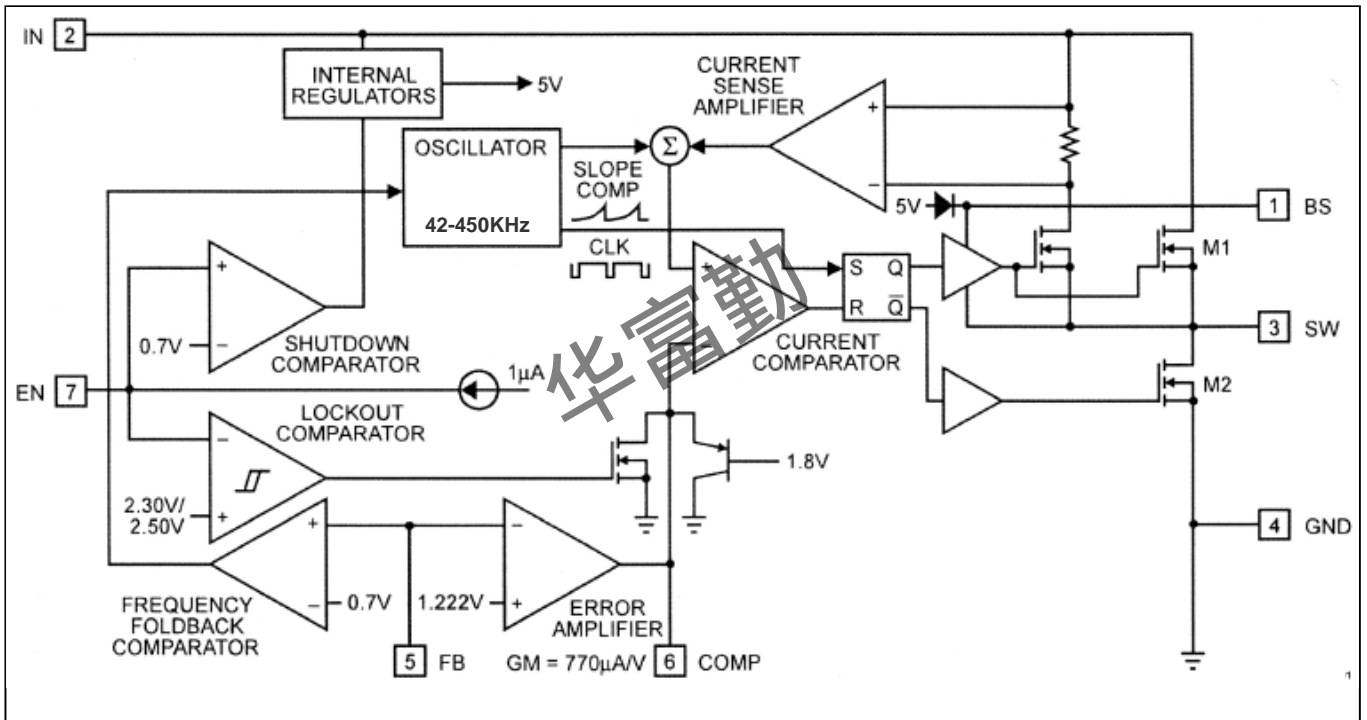 IN 2
INTERNAL
REGULATORS
5V
CURRENT
SENSE
AMPLIFIER
+
−
OSCILLATOR
42-450KHz
Σ
SLOPE
COMP
CLK
5V
1 BS
M1
+
−
0.7V
SHUTDOWN
COMPARATOR
+
−
CURRENT
COMPARATOR
S Q
R Q̅
3 SW
M2
EN 7
1µA
LOCKOUT
COMPARATOR
−
+
2.30V/
2.50V
1.8V
华富勤
4 GND
+
−
0.7V
FREQUENCY
FOLDBACK
COMPARATOR
−
+
1.222V
ERROR
AMPLIFIER
5 FB
GM = 770µA/V
6 COMP